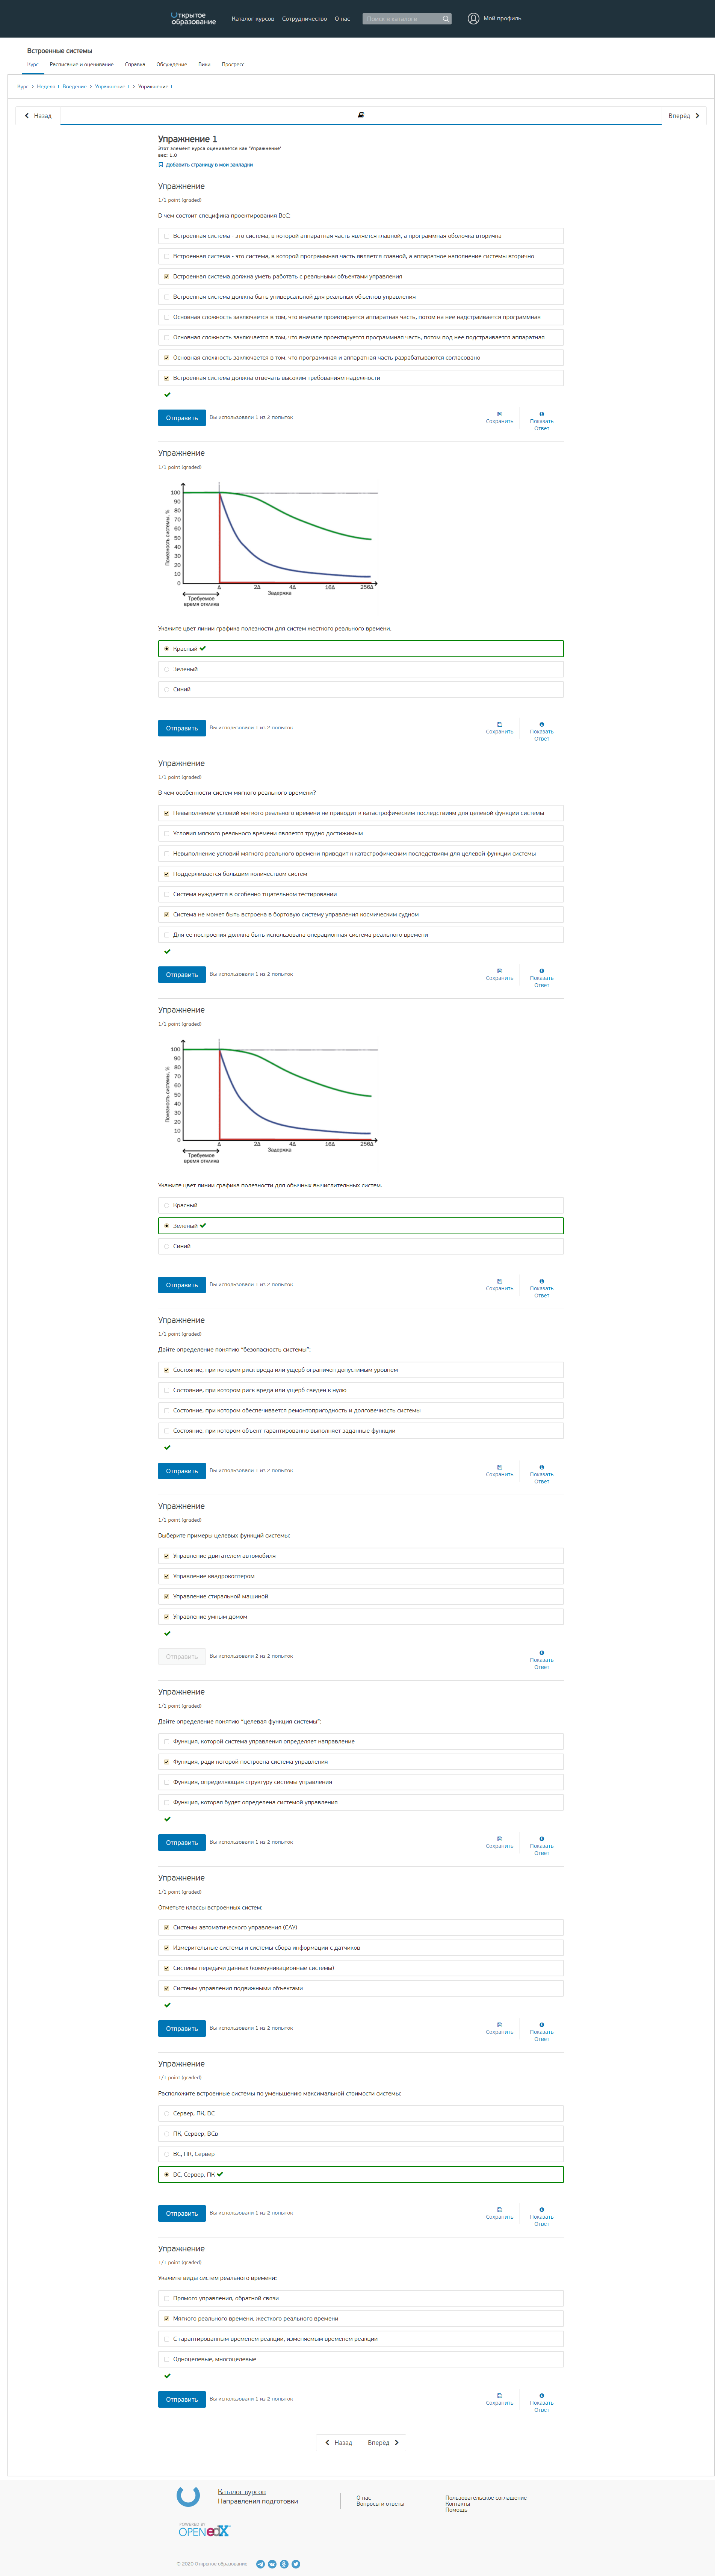 Открытое
образование
Каталог курсов Сотрудничество О нас
Поиск в каталоге
Мой профиль
Встроенные системы
Курс Расписание и оценивание Справка Обсуждение Вики Прогресс
Курс > Неделя 1. Введение > Упражнение 1 > Упражнение 1
Назад
Вперёд
Упражнение 1
Этот элемент курса оценивается как 'Упражнения'
вес: 1.0
Добавить страницу в мои закладки
Упражнение
1/1 point (graded)
В чем состоит специфика проектирования ВсС:
Встроенная система - это система, в которой аппаратная часть является главной, а программная оболочка вторична
Встроенная система - это система, в которой программная часть является главной, а аппаратное наполнение системы вторично
Встроенная система должна уметь работать с реальными объектами управления
Встроенная система должна быть универсальной для реальных объектов управления
Основная сложность заключается в том, что вначале проектируется аппаратная часть, потом на нее надстраивается программная
Основная сложность заключается в том, что вначале проектируется программная часть, потом под нее подстраивается аппаратная
Основная сложность заключается в том, что программная и аппаратная часть разрабатываются согласовано
Встроенная система должна отвечать высоким требованиям надежности
Отправить
Вы использовали 1 из 2 попыток
Сохранить
Показать
Ответ
Упражнение
1/1 point (graded)
Полезность системы, %
100
90
80
70
60
50
40
30
20
10
0
Δ 2Δ 4Δ 16Δ 256Δ
Задержка
Требуемое
время отклика
Укажите цвет линии графика полезности для систем жесткого реального времени.
Красный
Зеленый
Синий
Отправить
Вы использовали 1 из 2 попыток
Сохранить
Показать
Ответ
Упражнение
1/1 point (graded)
В чем особенности систем мягкого реального времени?
Невыполнение условий мягкого реального времени не приводит к катастрофическим последствиям для целевой функции системы
Условия мягкого реального времени является трудно достижимым
Невыполнение условий мягкого реального времени приводит к катастрофическим последствиям для целевой функции системы
Поддерживается большим количеством систем
Система нуждается в особенно тщательном тестировании
Система не может быть встроена в бортовую систему управления космическим судном
Для ее построения должна быть использована операционная система реального времени
Отправить
Вы использовали 1 из 2 попыток
Сохранить
Показать
Ответ
Упражнение
1/1 point (graded)
Полезность системы, %
100
90
80
70
60
50
40
30
20
10
0
Δ 2Δ 4Δ 16Δ 256Δ
Задержка
Требуемое
время отклика
Укажите цвет линии графика полезности для обычных вычислительных систем.
Красный
Зеленый
Синий
Отправить
Вы использовали 1 из 2 попыток
Сохранить
Показать
Ответ
Упражнение
1/1 point (graded)
Дайте определение понятию "безопасность системы":
Состояние, при котором риск вреда или ущерб ограничен допустимым уровнем
Состояние, при котором риск вреда или ущерб сведен к нулю
Состояние, при котором обеспечивается ремонтопригодность и долговечность системы
Состояние, при котором объект гарантированно выполняет заданные функции
Отправить
Вы использовали 1 из 2 попыток
Сохранить
Показать
Ответ
Упражнение
1/1 point (graded)
Выберите примеры целевых функций системы:
Управление двигателем автомобиля
Управление квадрокоптером
Управление стиральной машиной
Управление умным домом
Отправить
Вы использовали 2 из 2 попыток
Показать
Ответ
Упражнение
1/1 point (graded)
Дайте определение понятию "целевая функция системы":
Функция, которой система управления определяет направление
Функция, ради которой построена система управления
Функция, определяющая структуру системы управления
Функция, которая будет определена системой управления
Отправить
Вы использовали 1 из 2 попыток
Сохранить
Показать
Ответ
Упражнение
1/1 point (graded)
Отметьте классы встроенных систем:
Системы автоматического управления (САУ)
Измерительные системы и системы сбора информации с датчиков
Системы передачи данных (коммуникационные системы)
Системы управления подвижными объектами
Отправить
Вы использовали 1 из 2 попыток
Сохранить
Показать
Ответ
Упражнение
1/1 point (graded)
Расположите встроенные системы по уменьшению максимальной стоимости системы:
Сервер, ПК, ВС
ПК, Сервер, ВСв
ВС, ПК, Сервер
ВС, Сервер, ПК
Отправить
Вы использовали 1 из 2 попыток
Сохранить
Показать
Ответ
Упражнение
1/1 point (graded)
Укажите виды систем реального времени:
Прямого управления, обратной связи
Мягкого реального времени, жесткого реального времени
С гарантированным временем реакции, изменяемым временем реакции
Одноцелевые, многоцелевые
Отправить
Вы использовали 1 из 2 попыток
Сохранить
Показать
Ответ
Назад
Вперёд
Каталог курсов
Направления подготовки
О нас
Вопросы и ответы
Пользовательское соглашение
Контакты
Помощь
POWERED BY
OPEN edX
© 2020 Открытое образование